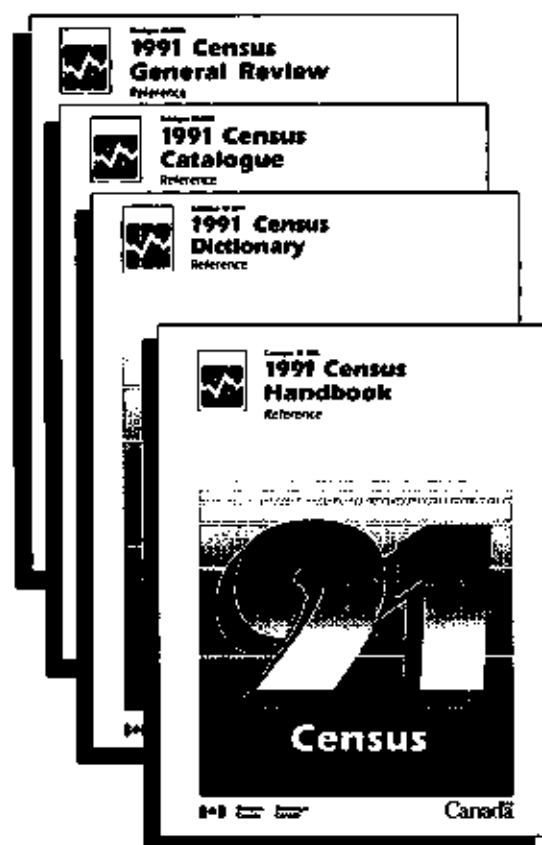 1991 Census
General Review
Reference
1991 Census
Catalogue
Reference
1991 Census
Dictionary
Reference
1991 Census
Handbook
Reference
91
Census
Canada